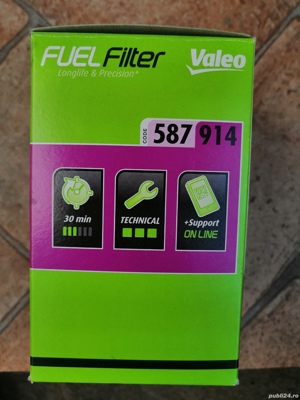 FUEL Filter
Longlife & Precision*
Valeo
CODE 587 914
30 min
TECHNICAL
+Support
ON LINE
publi24.ro